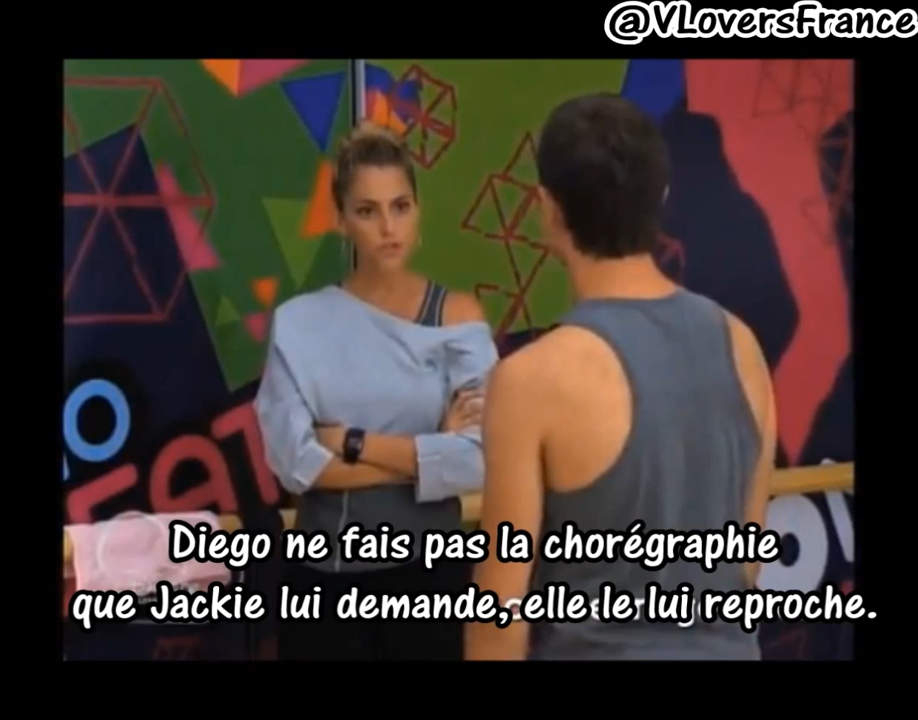 @VLoversFrance
Diego ne fais pas la chorégraphie
que Jackie lui demande, elle le lui reproche.